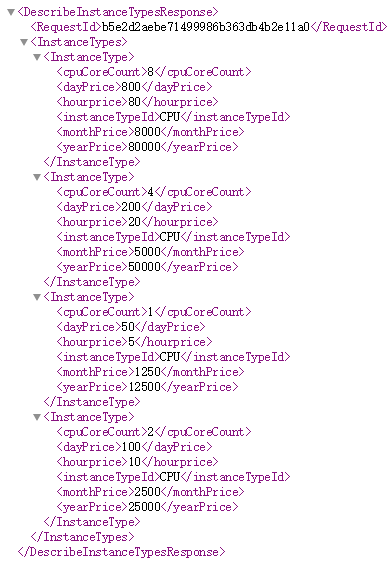 <DescribeInstanceTypesResponse>
<RequestId>b5e2d2aebe71499986b363db4b2e11a0</RequestId>
<InstanceTypes>
<InstanceType>
<cpuCoreCount>8</cpuCoreCount>
<dayPrice>800</dayPrice>
<hourprice>80</hourprice>
<instanceTypeId>CPU</instanceTypeId>
<monthPrice>8000</monthPrice>
<yearPrice>80000</yearPrice>
</InstanceType>
<InstanceType>
<cpuCoreCount>4</cpuCoreCount>
<dayPrice>200</dayPrice>
<hourprice>20</hourprice>
<instanceTypeId>CPU</instanceTypeId>
<monthPrice>5000</monthPrice>
<yearPrice>50000</yearPrice>
</InstanceType>
<InstanceType>
<cpuCoreCount>1</cpuCoreCount>
<dayPrice>50</dayPrice>
<hourprice>5</hourprice>
<instanceTypeId>CPU</instanceTypeId>
<monthPrice>1250</monthPrice>
<yearPrice>12500</yearPrice>
</InstanceType>
<InstanceType>
<cpuCoreCount>2</cpuCoreCount>
<dayPrice>100</dayPrice>
<hourprice>10</hourprice>
<instanceTypeId>CPU</instanceTypeId>
<monthPrice>2500</monthPrice>
<yearPrice>25000</yearPrice>
</InstanceType>
</InstanceTypes>
</DescribeInstanceTypesResponse>